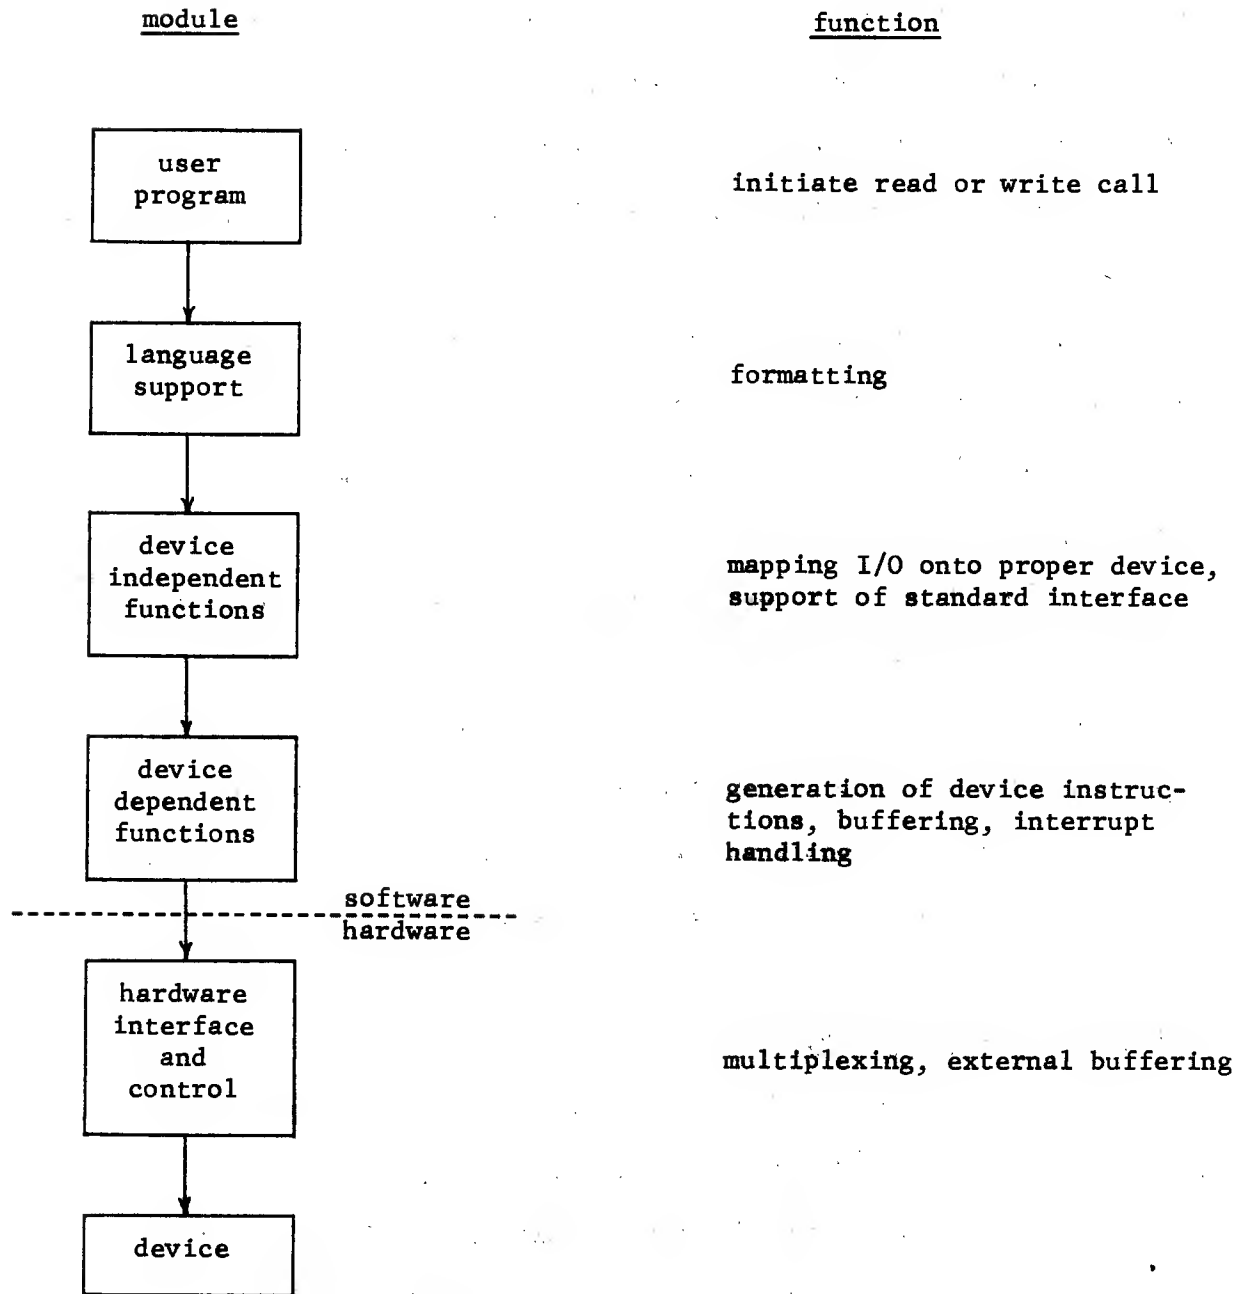 module
function
user
program
initiate read or write call
language
support
formatting
device
independent
functions
mapping I/O onto proper device,
support of standard interface
device
dependent
functions
generation of device instruc-
tions, buffering, interrupt
handling
software
hardware
hardware
interface
and
control
multiplexing, external buffering
device